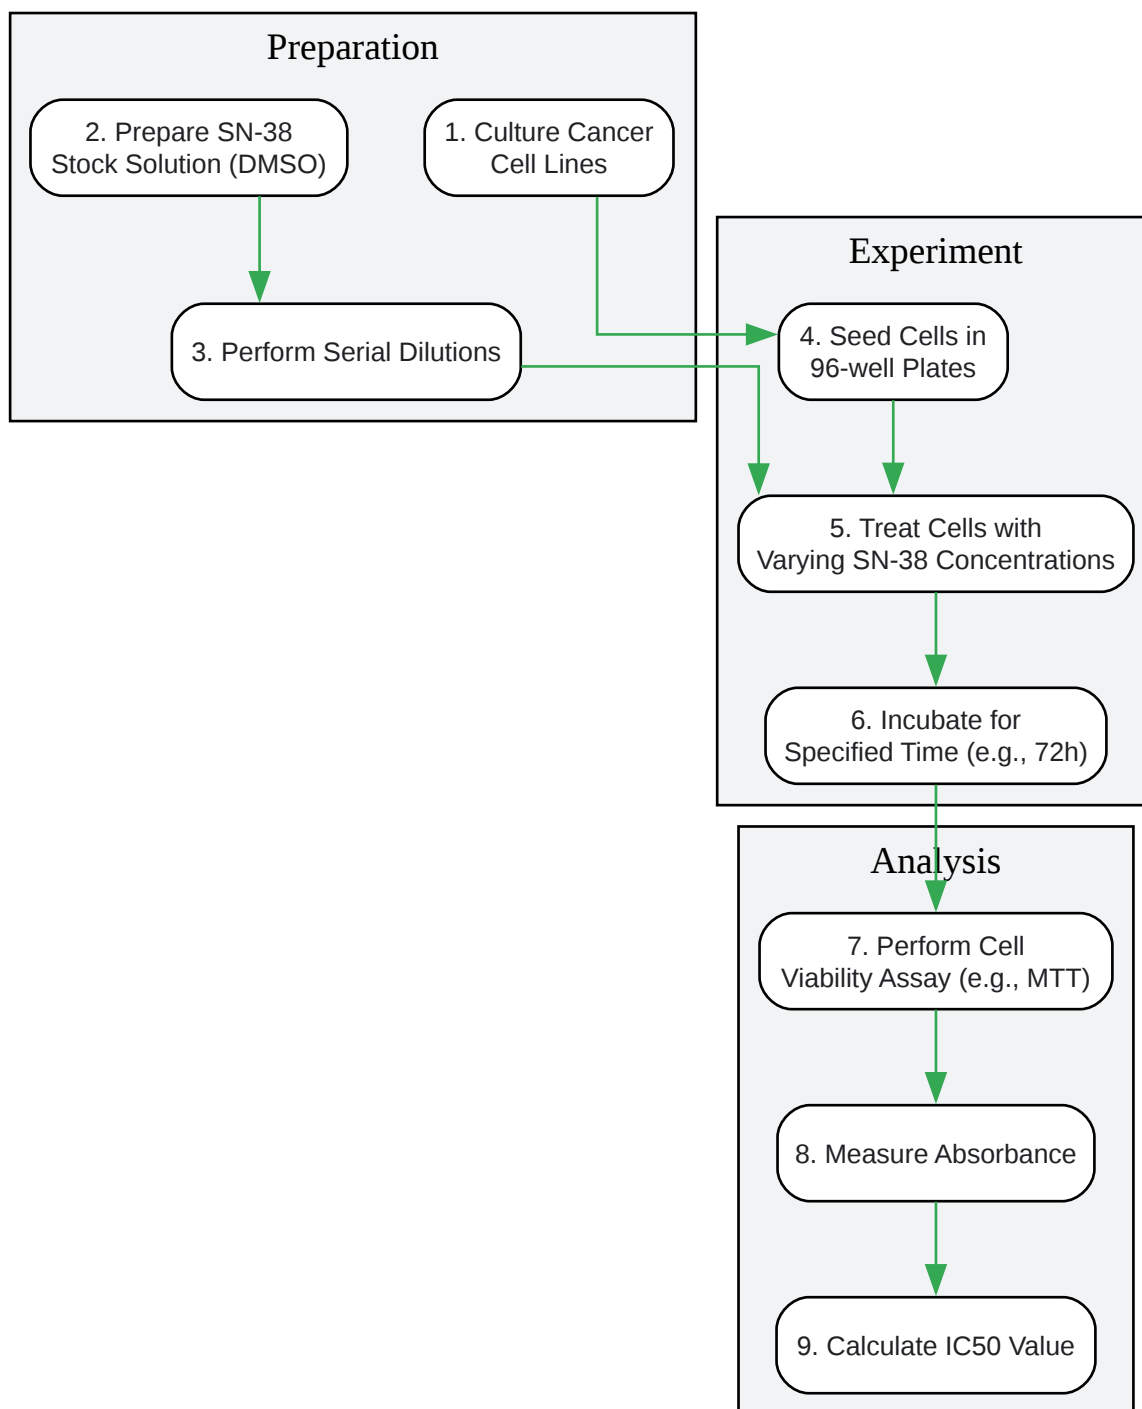 Preparation
2. Prepare SN-38
Stock Solution (DMSO)
1. Culture Cancer
Cell Lines
3. Perform Serial Dilutions
Experiment
4. Seed Cells in
96-well Plates
5. Treat Cells with
Varying SN-38 Concentrations
6. Incubate for
Specified Time (e.g., 72h)
Analysis
7. Perform Cell
Viability Assay (e.g., MTT)
8. Measure Absorbance
9. Calculate IC50 Value